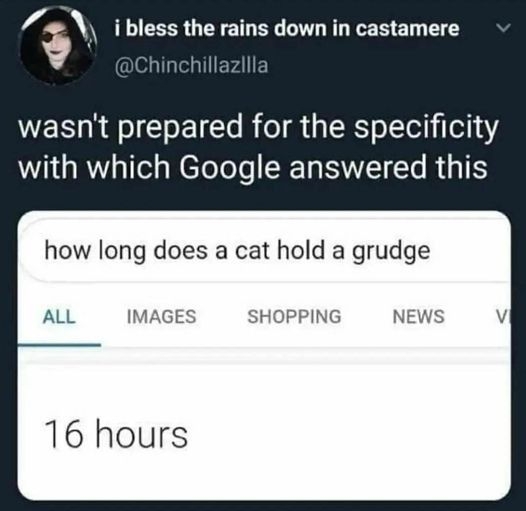 i bless the rains down in castamere
@Chinchillazllla
wasn't prepared for the specificity
with which Google answered this
how long does a cat hold a grudge
ALL IMAGES SHOPPING NEWS
16 hours